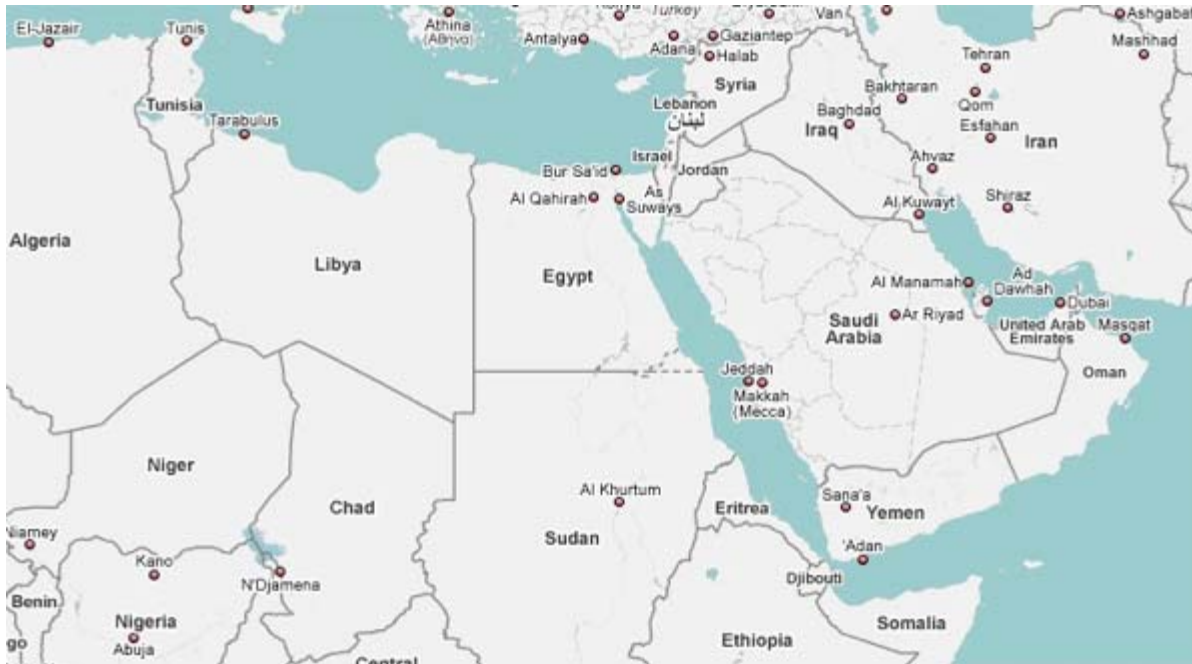 Turkey
Van
Ashgabat
El-Jazair
Tunis
Athina
(Αθήνα)
Antalya
Adana
Gaziantep
Halab
Tehran
Mashhad
Syria
Bakhtaran
Qom
Tunisia
Lebanon
لبنان
Baghdad
Iraq
Esfahan
Iran
Tarabulus
Israel
Jordan
Ahvaz
Bur Sa'id
Al Qahirah
As
Suways
Al Kuwayt
Shiraz
Algeria
Libya
Egypt
Al Manamah
Ad
Dawhah
Dubai
Saudi
Arabia
Ar Riyad
United Arab
Emirates
Masqat
Jeddah
Makkah
(Mecca)
Oman
Niger
Chad
Al Khurtum
Sudan
Eritrea
Sana'a
Yemen
'Adan
Niamey
Kano
N'Djamena
Djibouti
Benin
Nigeria
Abuja
Somalia
Ethiopia
go
Central